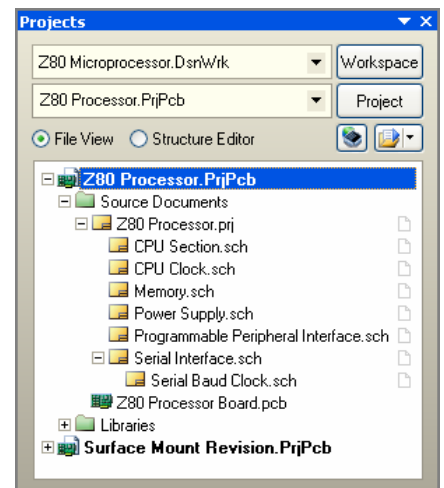 Projects
Z80 Microprocessor.DsnWrk Workspace
Z80 Processor.PrjPcb Project
File View Structure Editor
Z80 Processor.PrjPcb
Source Documents
Z80 Processor.prj
CPU Section.sch
CPU Clock.sch
Memory.sch
Power Supply.sch
Programmable Peripheral Interface.sch
Serial Interface.sch
Serial Baud Clock.sch
Z80 Processor Board.pcb
Libraries
Surface Mount Revision.PrjPcb